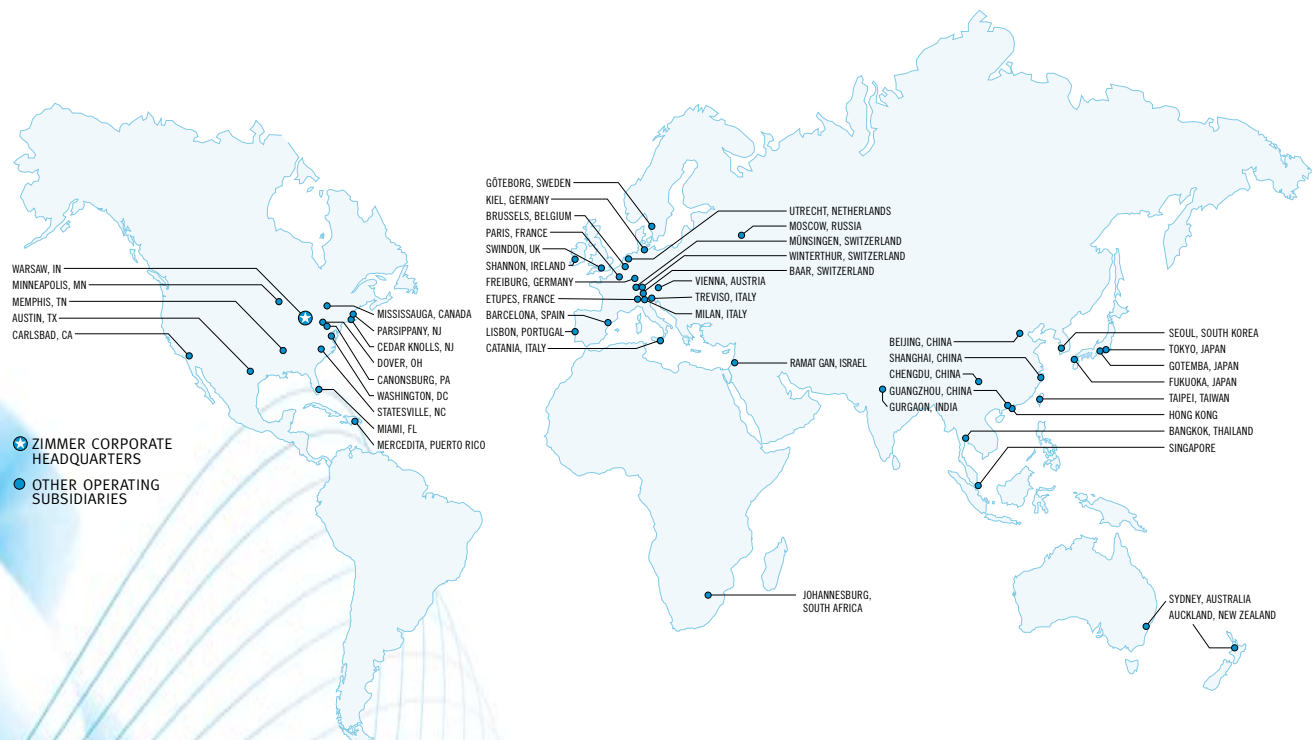 WARSAW, IN
MINNEAPOLIS, MN
MEMPHIS, TN
AUSTIN, TX
CARLSBAD, CA
MISSISSAUGA, CANADA
PARSIPPANY, NJ
CEDAR KNOLLS, NJ
DOVER, OH
CANONSBURG, PA
WASHINGTON, DC
STATESVILLE, NC
MIAMI, FL
MERCEDITA, PUERTO RICO
ZIMMER CORPORATE
HEADQUARTERS
OTHER OPERATING
SUBSIDIARIES
GÖTEBORG, SWEDEN
KIEL, GERMANY
BRUSSELS, BELGIUM
PARIS, FRANCE
SWINDON, UK
SHANNON, IRELAND
FREIBURG, GERMANY
ETUPES, FRANCE
BARCELONA, SPAIN
LISBON, PORTUGAL
CATANIA, ITALY
UTRECHT, NETHERLANDS
MOSCOW, RUSSIA
MÜNSINGEN, SWITZERLAND
WINTERTHUR, SWITZERLAND
BAAR, SWITZERLAND
VIENNA, AUSTRIA
TREVISO, ITALY
MILAN, ITALY
RAMAT GAN, ISRAEL
JOHANNESBURG,
SOUTH AFRICA
BEIJING, CHINA
SHANGHAI, CHINA
CHENGDU, CHINA
GUANGZHOU, CHINA
GURGAON, INDIA
SEOUL, SOUTH KOREA
TOKYO, JAPAN
GOTEMBA, JAPAN
FUKUOKA, JAPAN
TAIPEI, TAIWAN
HONG KONG
BANGKOK, THAILAND
SINGAPORE
SYDNEY, AUSTRALIA
AUCKLAND, NEW ZEALAND